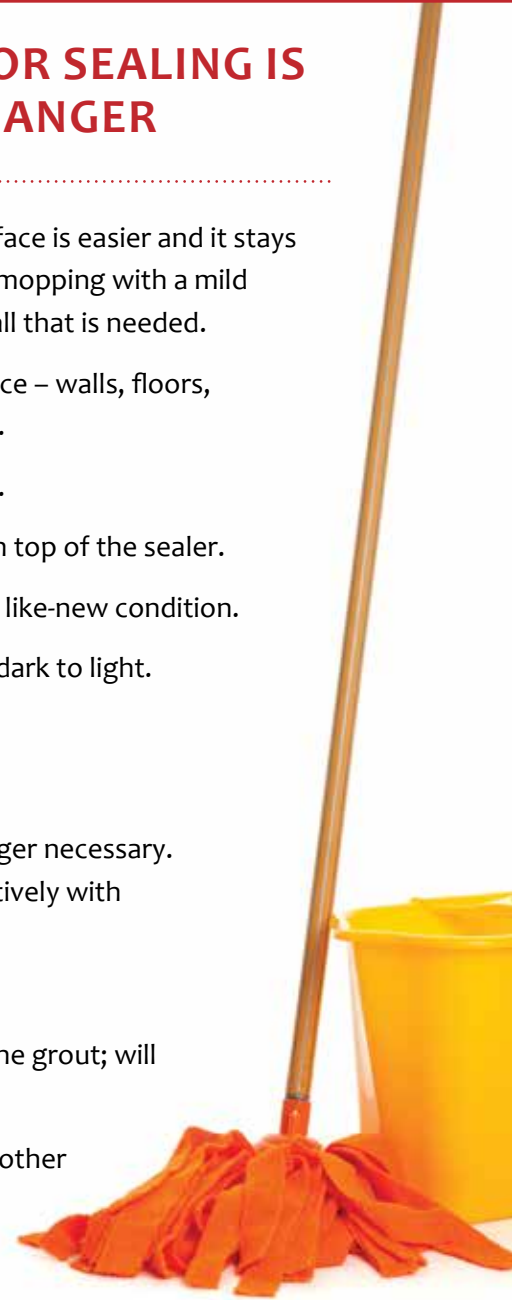 OR SEALING IS
ANGER
face is easier and it stays
mopping with a mild
all that is needed.
ce – walls, floors,
.
.
n top of the sealer.
like-new condition.
dark to light.
ger necessary.
tively with
he grout; will
other